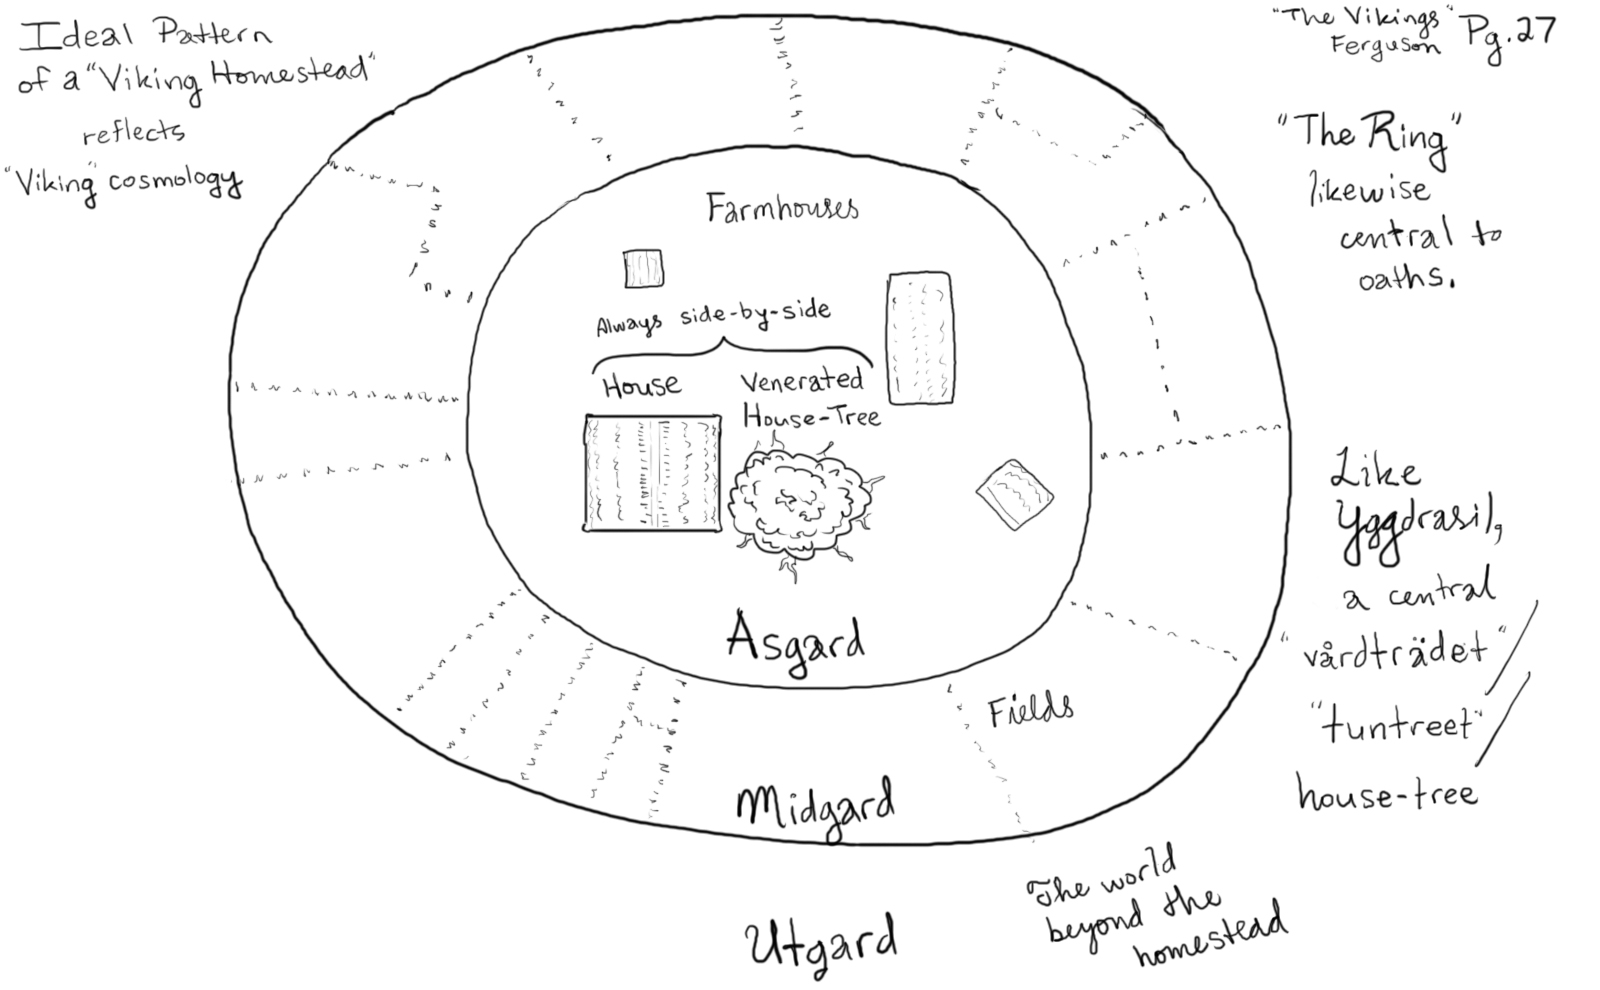 Ideal Pattern
of a "Viking Homestead"
reflects
"Viking" cosmology
"The Vikings"
Ferguson
Pg.27
"The Ring"
likewise
central to
oaths.
Farmhouses
Always side-by-side
House
Venerated
House-Tree
Asgard
Fields
Midgard
Utgard
The world
beyond the
homestead
Like
Yggdrasil,
a central
"vårdträdet"/
"tuntreet"/
house-tree